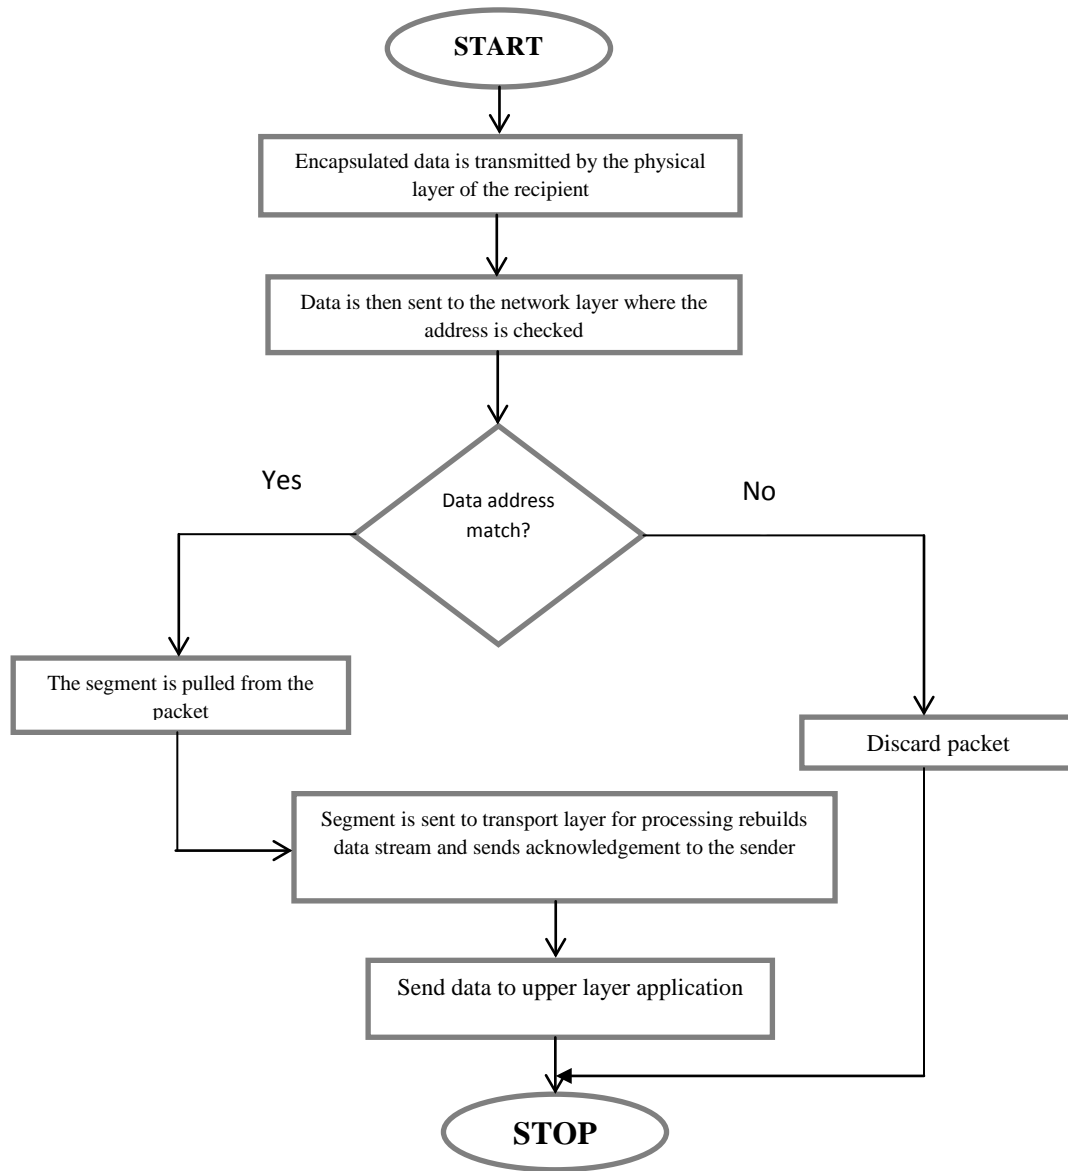 START
Encapsulated data is transmitted by the physical
layer of the recipient
Data is then sent to the network layer where the
address is checked
Yes
Data address
match?
No
The segment is pulled from the
packet
Discard packet
Segment is sent to transport layer for processing rebuilds
data stream and sends acknowledgement to the sender
Send data to upper layer application
STOP